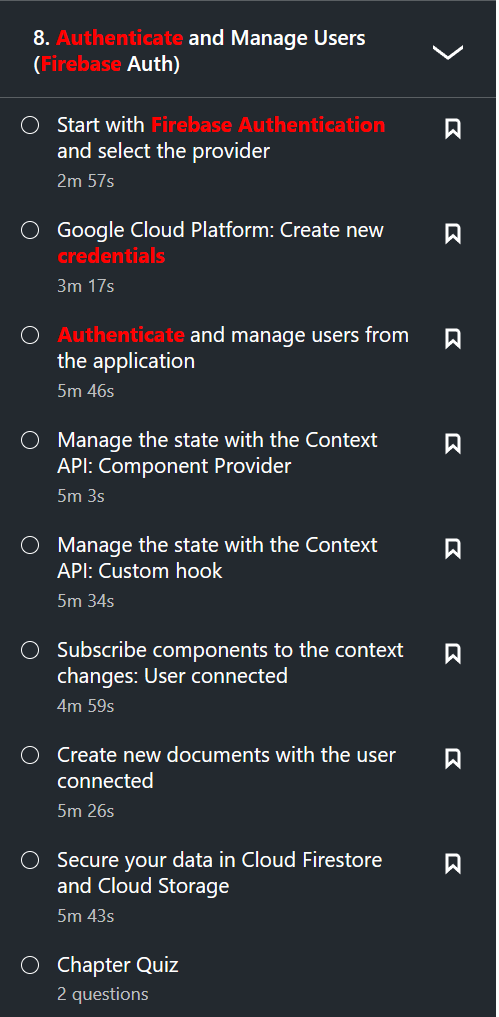 8. Authenticate and Manage Users
(Firebase Auth)
Start with Firebase Authentication
and select the provider
2m 57s
Google Cloud Platform: Create new
credentials
3m 17s
Authenticate and manage users from
the application
5m 46s
Manage the state with the Context
API: Component Provider
5m 3s
Manage the state with the Context
API: Custom hook
5m 34s
Subscribe components to the context
changes: User connected
4m 59s
Create new documents with the user
connected
5m 26s
Secure your data in Cloud Firestore
and Cloud Storage
5m 43s
Chapter Quiz
2 questions